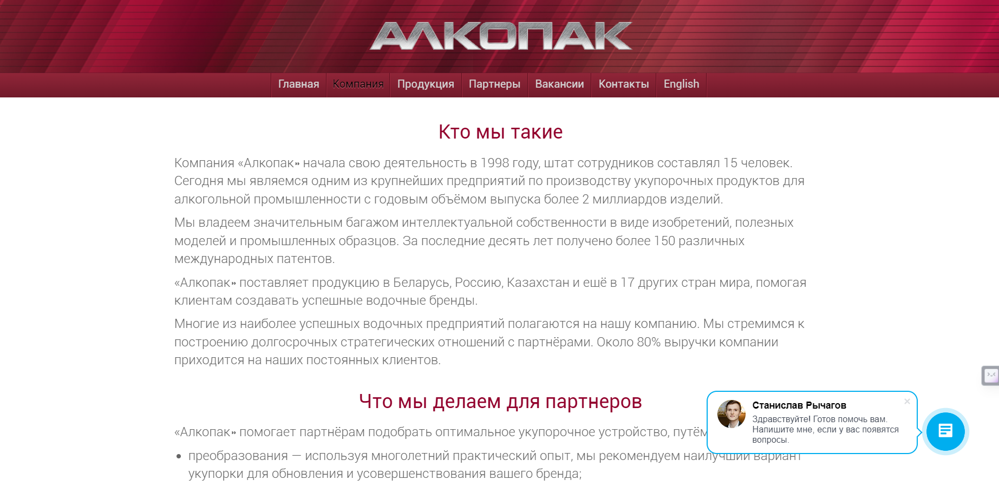 АЛКОПАК
Главная
Компания
Продукция
Партнеры
Вакансии
Контакты
English
Кто мы такие
Компания «Алкопак» начала свою деятельность в 1998 году, штат сотрудников составлял 15 человек.
Сегодня мы являемся одним из крупнейших предприятий по производству укупорочных продуктов для
алкогольной промышленности с годовым объёмом выпуска более 2 миллиардов изделий.
Мы владеем значительным багажом интеллектуальной собственности в виде изобретений, полезных
моделей и промышленных образцов. За последние десять лет получено более 150 различных
международных патентов.
«Алкопак» поставляет продукцию в Беларусь, Россию, Казахстан и ешё в 17 других стран мира, помогая
клиентам создавать успешные водочные бренды.
Многие из наиболее успешных водочных предприятий полагаются на нашу компанию. Мы стремимся к
построению долгосрочных стратегических отношений с партнёрами. Около 80% выручки компании
приходится на наших постоянных клиентов.
Что мы делаем для партнеров
«Алкопак» помогает партнёрам подобрать оптимальное укупорочное устройство, путём
преобразования — используя многолетний практический опыт, мы рекомендуем наилучший вариант
укупорки для обновления и усовершенствования вашего бренда;
Станислав Рычагов
Здравствуйте! Готов помочь вам.
Напишите мне, если у вас появятся
вопросы.